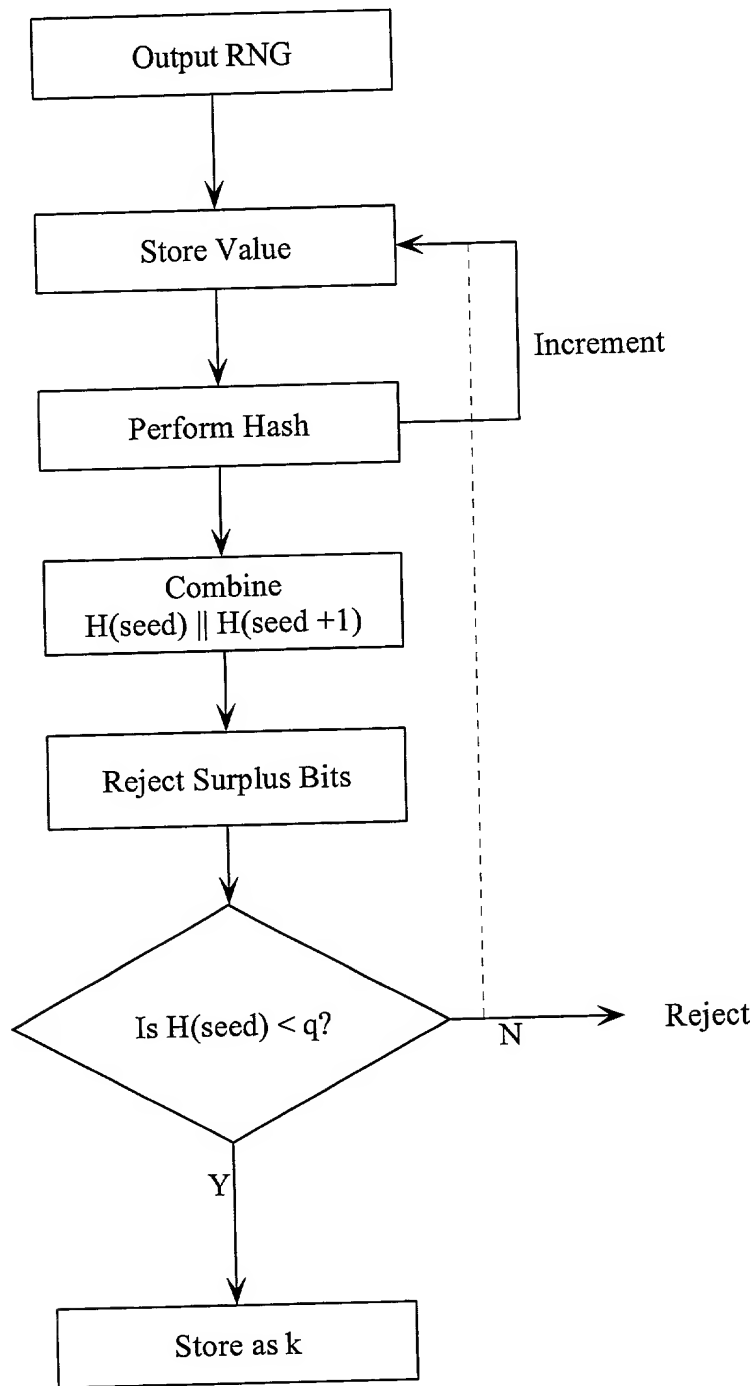 Output RNG
Store Value
Increment
Perform Hash
Combine
H(seed) || H(seed +1)
Reject Surplus Bits
Is H(seed) < q?
N
Reject
Y
Store as k